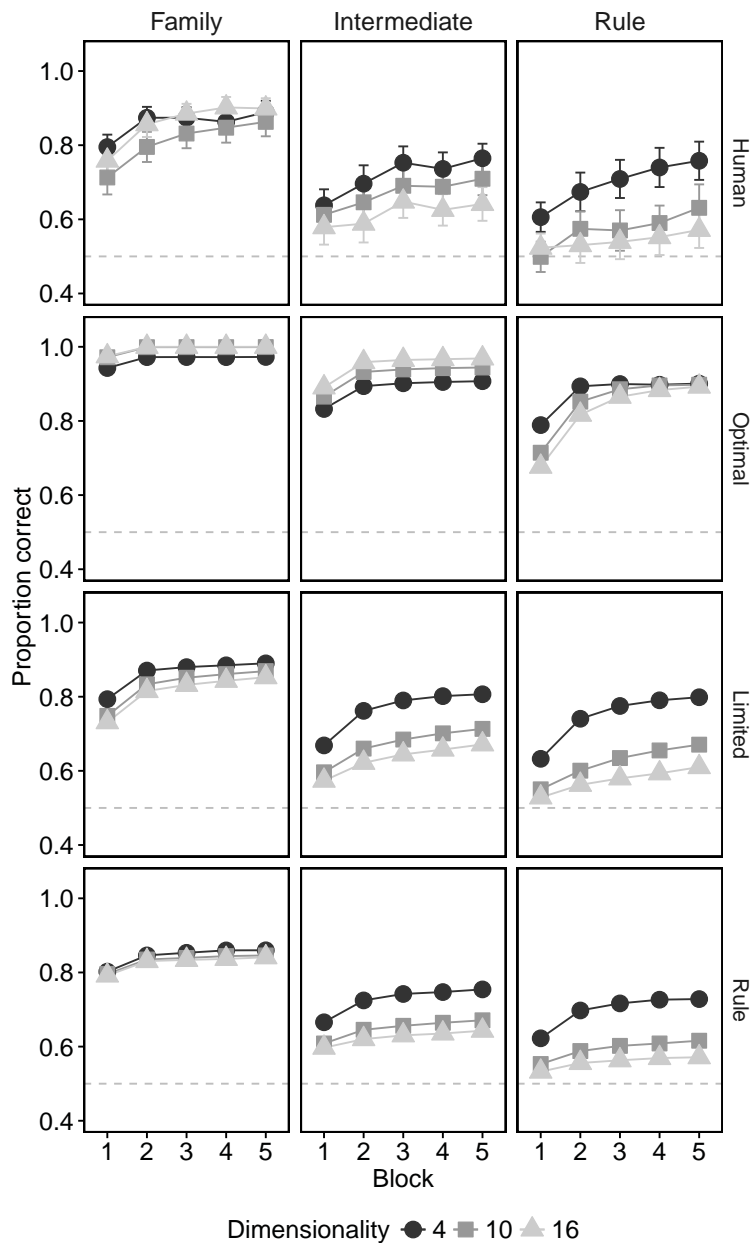 Family Intermediate Rule
1.0
0.8
0.6
0.4
Human
1.0
0.8
0.6
0.4
Optimal
1.0
0.8
0.6
0.4
Limited
1.0
0.8
0.6
0.4
Rule
Proportion correct
1 2 3 4 5 1 2 3 4 5 1 2 3 4 5
Block
Dimensionality 4 10 16